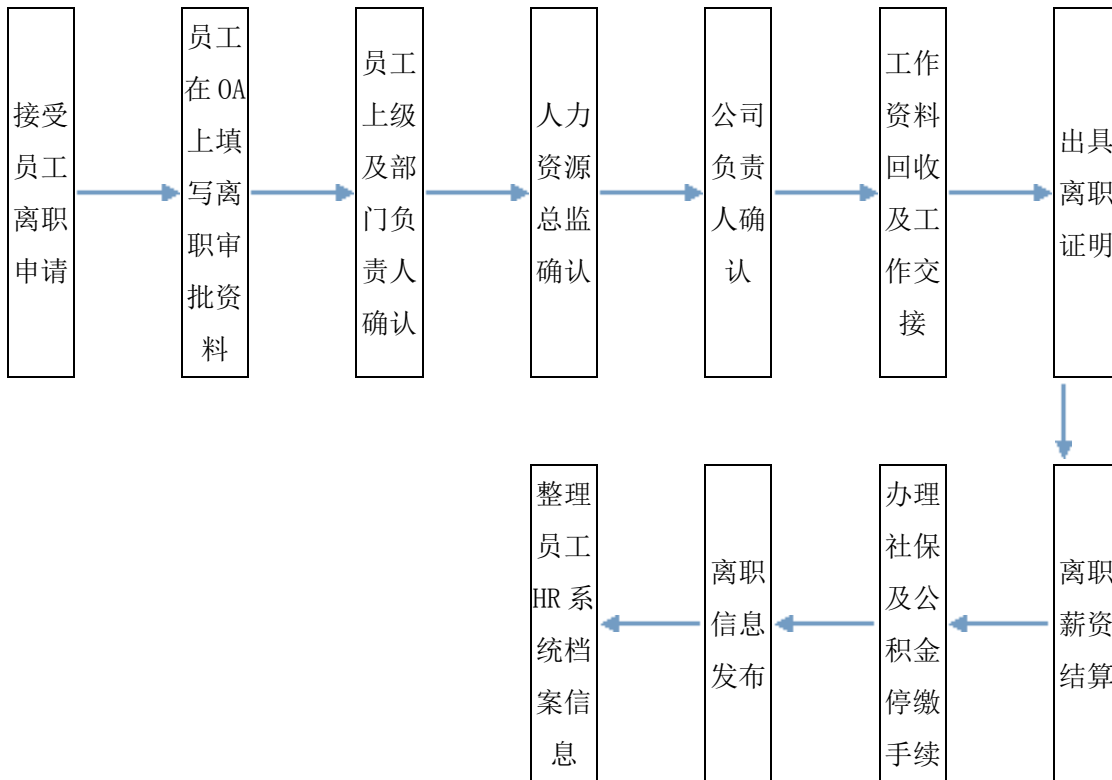 接受
员工
离职
申请
员工
在 OA
上填
写离
职审
批资
料
员工
上级
及部
门负
责人
确认
人力
资源
总监
确认
公司
负责
人确
认
工作
资料
回收
及工
作交
接
出具
离职
证明
离职
薪资
结算
办理
社保
及公
积金
停缴
手续
离职
信息
发布
整理
员工
HR 系
统档
案信
息